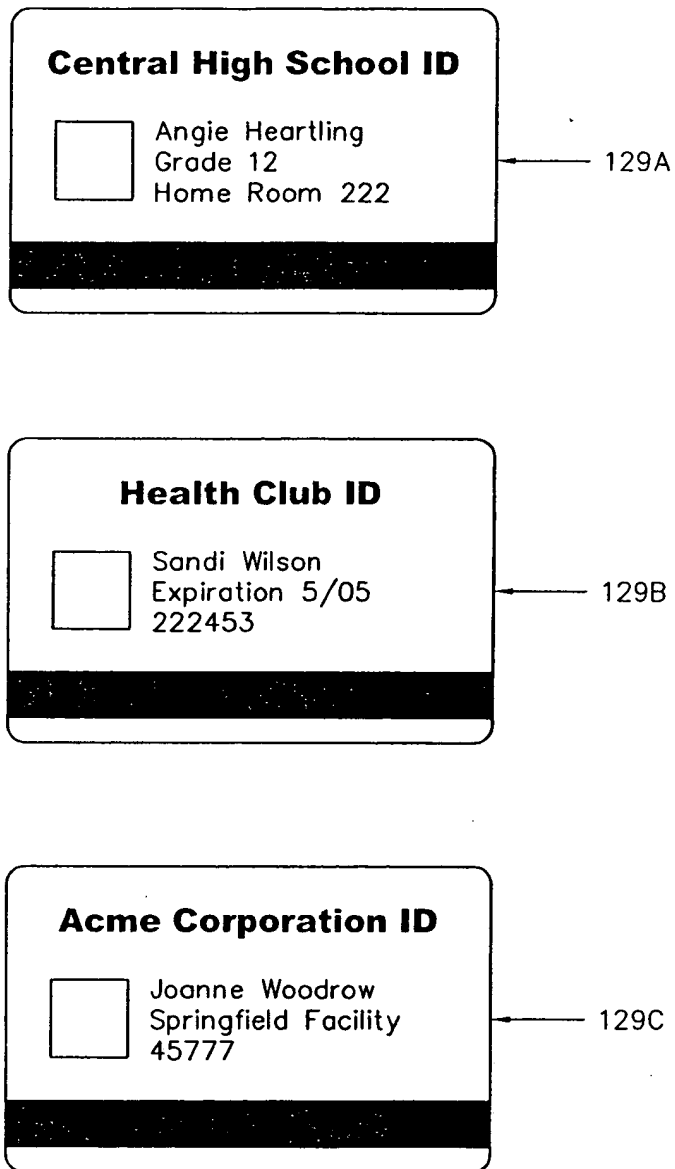 Central High School ID
Angie Heartling
Grade 12
Home Room 222
129A
Health Club ID
Sandi Wilson
Expiration 5/05
222453
129B
Acme Corporation ID
Joanne Woodrow
Springfield Facility
45777
129C